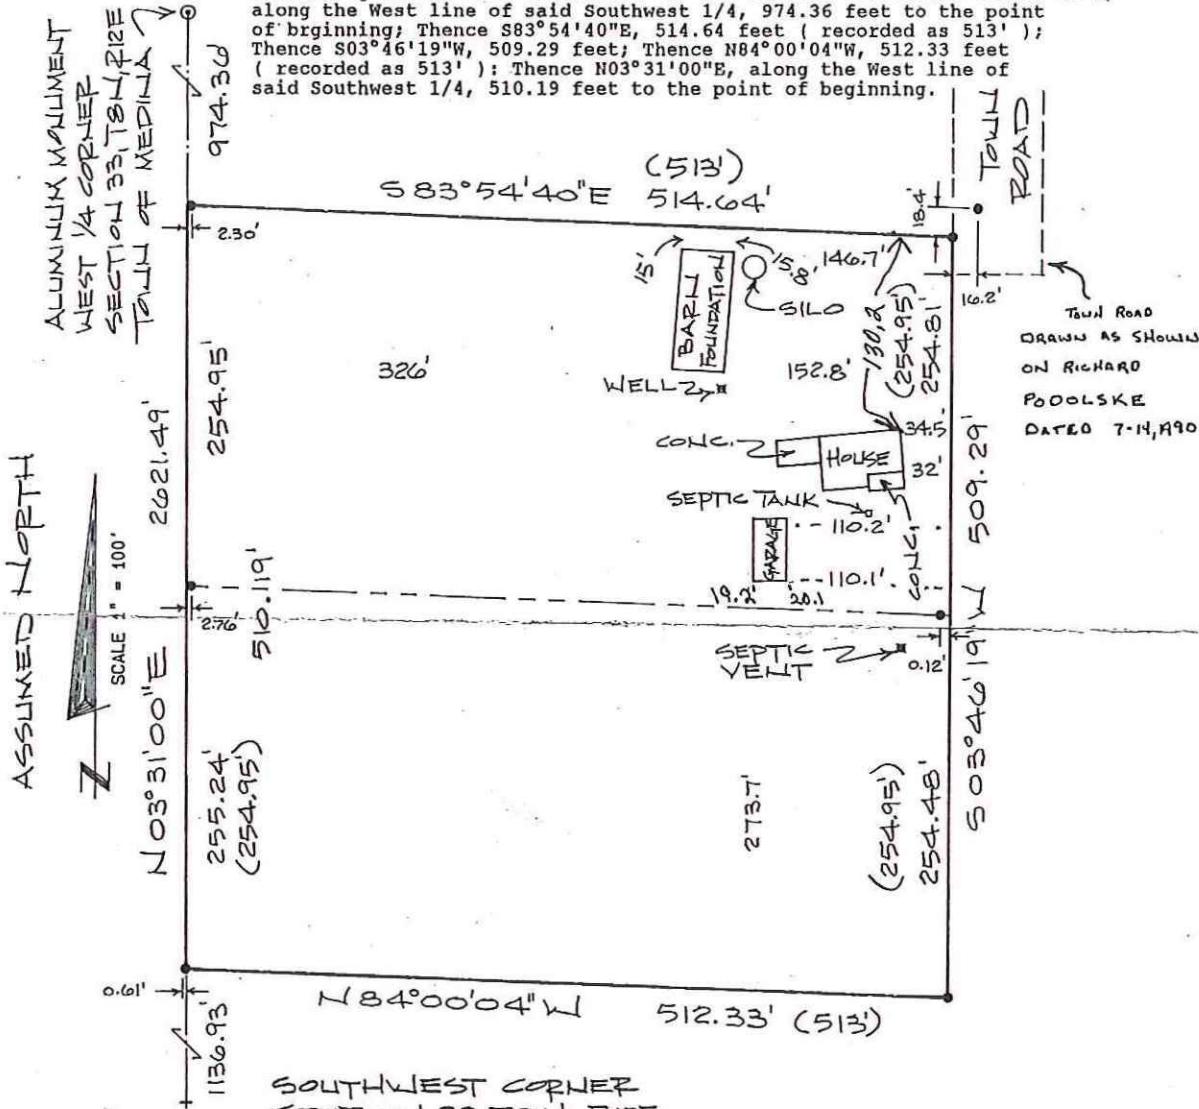 along the West line of said Southwest 1/4, 974.36 feet to the point
of brginning; Thence S83°54'40"E, 514.64 feet ( recorded as 513' );
Thence S03°46'19"W, 509.29 feet; Thence N84°00'04"W, 512.33 feet
( recorded as 513' ): Thence N03°31'00"E, along the West line of
said Southwest 1/4, 510.19 feet to the point of beginning.
ALUMINUM MONUMENT
WEST 1/4 CORNER
SECTION 33, T8N, R12E
TOWN OF MEDINA
974.36
TOWN
ROAD
(513')
S 83°54'40"E 514.64'
18.4'
2.30'
15'
15.8'
146.7'
16.2'
BARN
FOUNDATION
SILO
130.2
(254.95')
254.81'
TOWN ROAD
DRAWN AS SHOWN
ON RICHARD
PODOLSKE
DATED 7-14,1990
326'
152.8'
WELL
254.95'
2621.49'
CONC.
HOUSE
34.5'
32'
509.29'
SEPTIC TANK
110.2'
CONC.
GARAGE
110.1'
19.2'
20.1
ASSUMED NORTH
SCALE 1" = 100'
N
2.76'
510.119'
SEPTIC
VENT
0.12'
N 03°31'00"E
S 03°46'19"W
255.24'
(254.95')
273.7'
(254.95')
254.48'
0.61'
N 84°00'04" W 512.33' (513')
1136.93'
SOUTHWEST CORNER